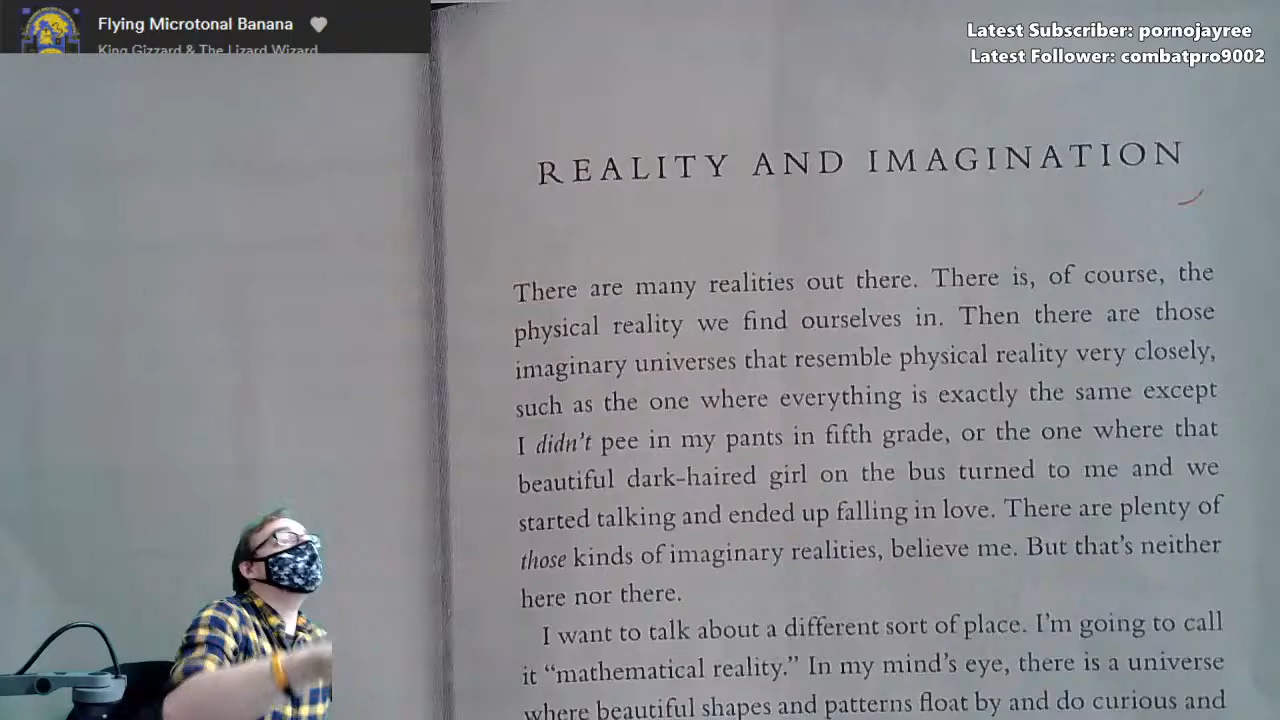 Flying Microtonal Banana
King Gizzard & The Lizard Wizard
Latest Subscriber: pornojayree
Latest Follower: combatpro9002
REALITY AND IMAGINATION
There are many realities out there. There is, of course, the
physical reality we find ourselves in. Then there are those
imaginary universes that resemble physical reality very closely,
such as the one where everything is exactly the same except
I didn't pee in my pants in fifth grade, or the one where that
beautiful dark-haired girl on the bus turned to me and we
started talking and ended up falling in love. There are plenty of
those kinds of imaginary realities, believe me. But that's neither
here nor there.
I want to talk about a different sort of place. I'm going to call
it “mathematical reality.” In my mind's eye, there is a universe
where beautiful shapes and patterns float by and do curious and